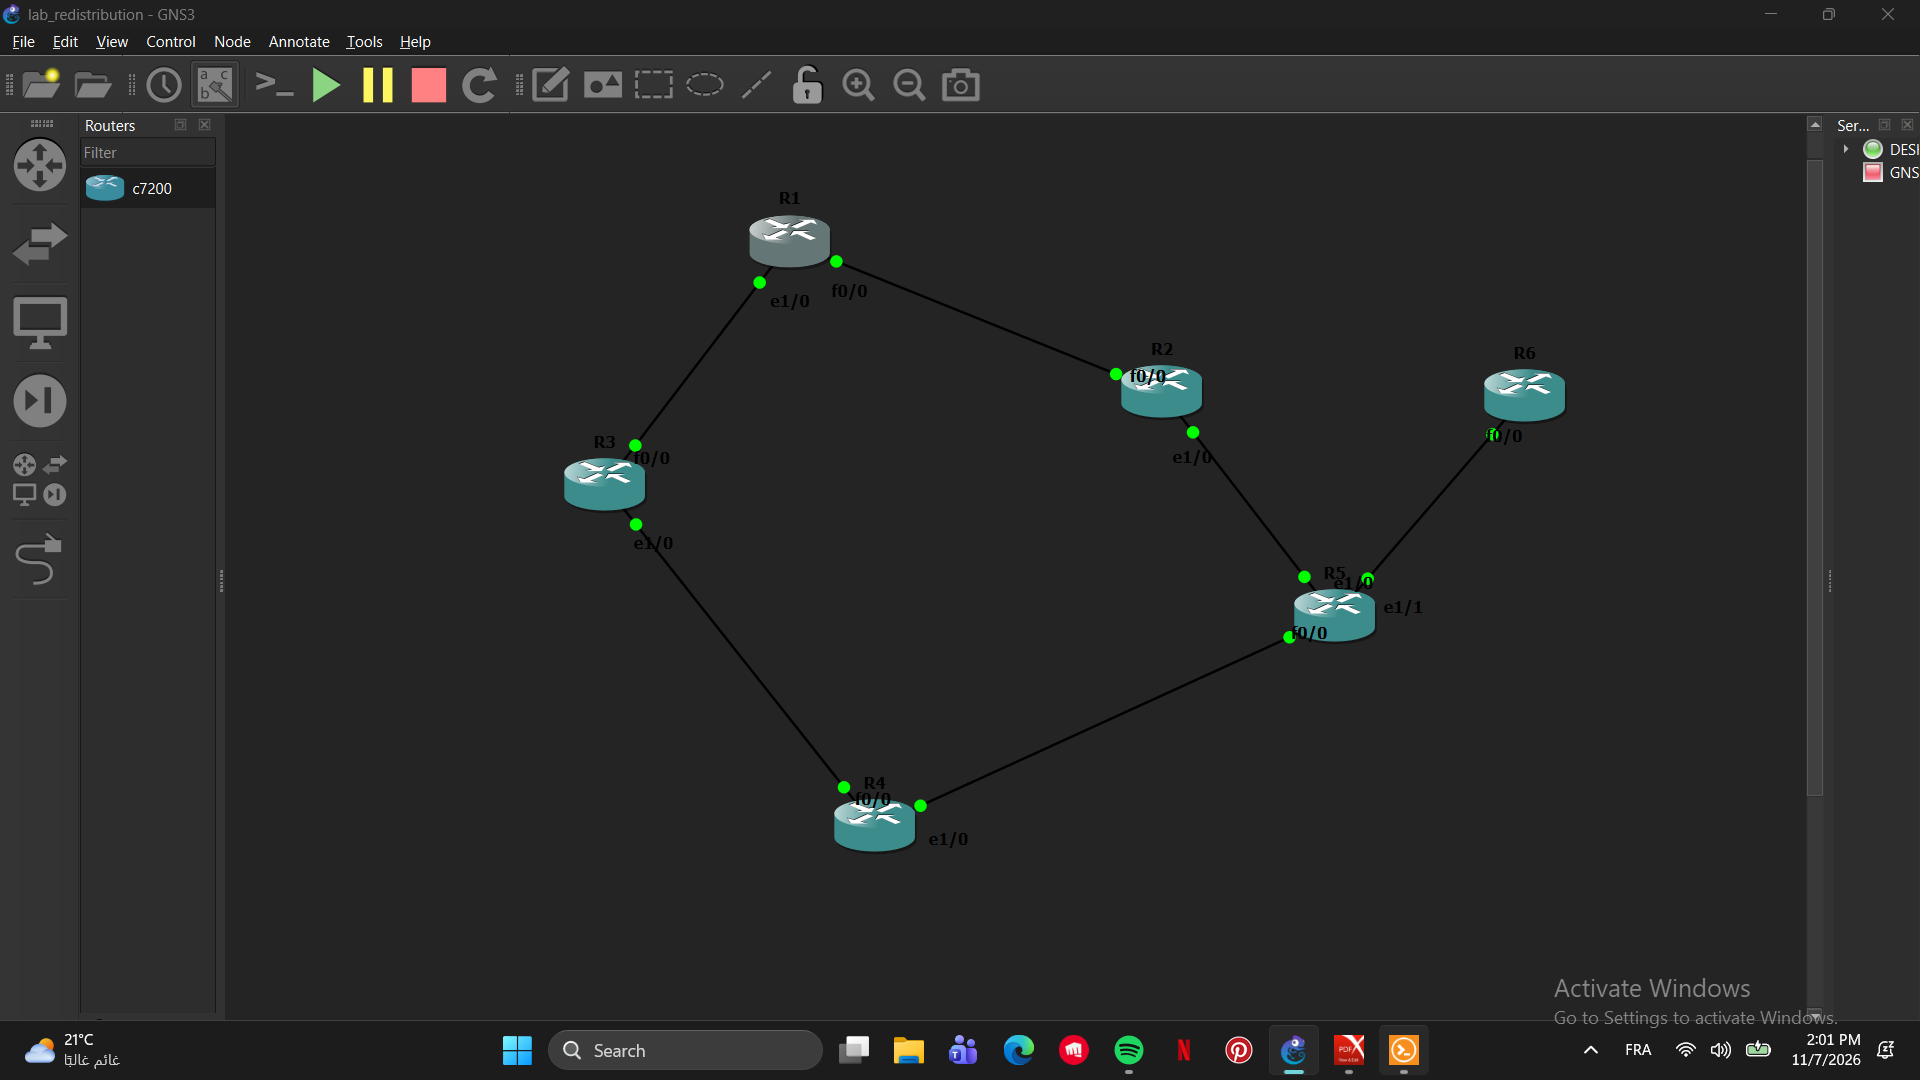 lab_redistribution - GNS3
File Edit View Control Node Annotate Tools Help
a c
b
Routers
Filter
c7200
Ser...
DESI
GNS
R1
e1/0
f0/0
R2
f0/0
e1/0
R6
f0/0
R3
f0/0
e1/0
R5
e1/0
e1/1
f0/0
R4
f0/0
e1/0
Activate Windows
Go to Settings to activate Windows.
21°C
غائم غالبًا
Search
PDF
View & Edit
N
FRA
2:01 PM
11/7/2026